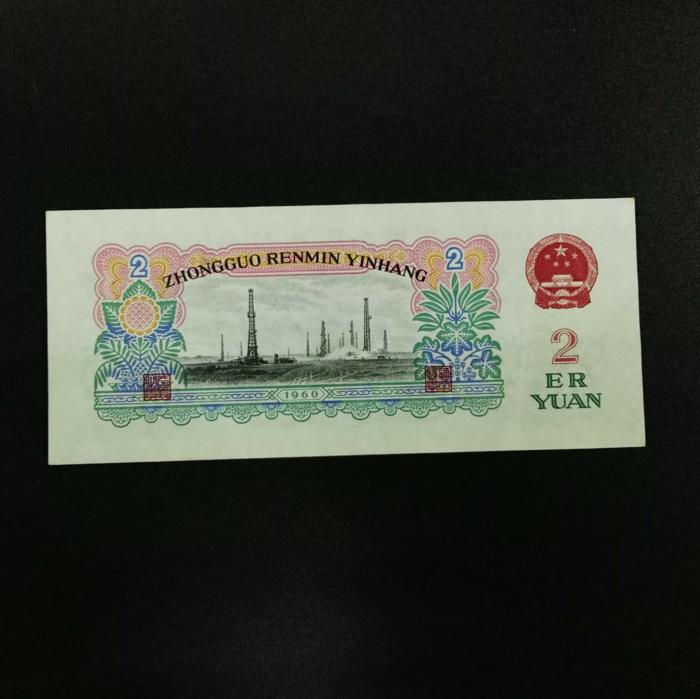 2
2
ZHONGGUO RENMIN YINHANG
2
ER
YUAN
1960